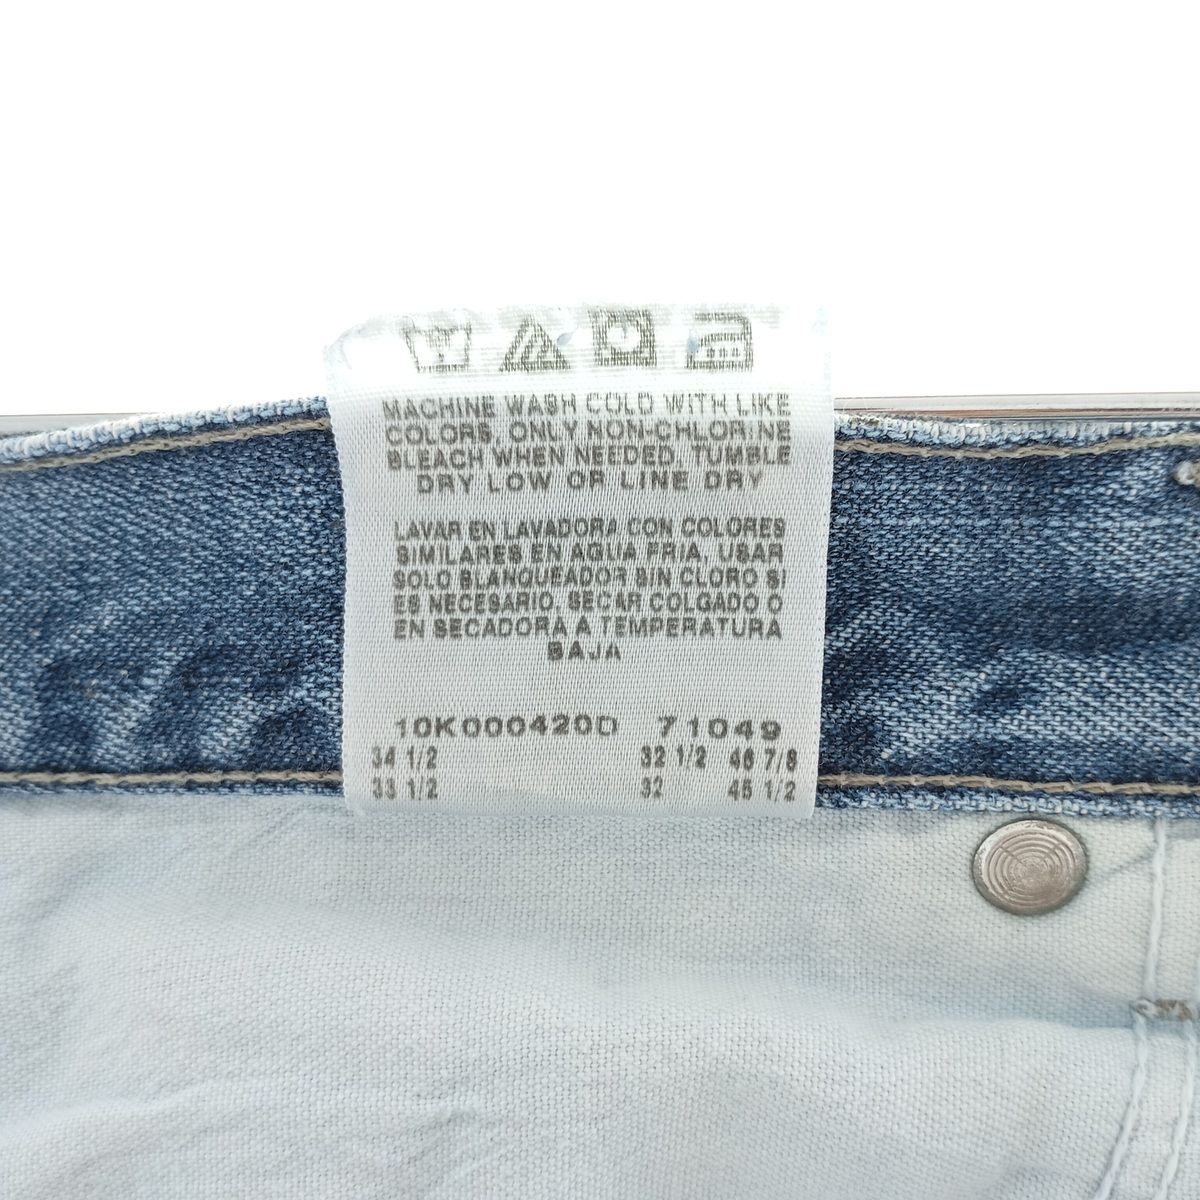 MACHINE WASH COLD WITH LIKE
COLORS, ONLY NON-CHLORINE
BLEACH WHEN NEEDED, TUMBLE
DRY LOW OR LINE DRY
LAVAR EN LAVADORA CON COLORES
SIMILARES EN AGUA FRIA, USAR
SOLO BLANQUEADOR SIN CLORO SI
ES NECESARIO. SECAR COLGADO O
EN SECADORA A TEMPERATURA
BAJA
10K000420D 71049
34 1/2 32 1/2 46 7/8
33 1/2 32 45 1/2